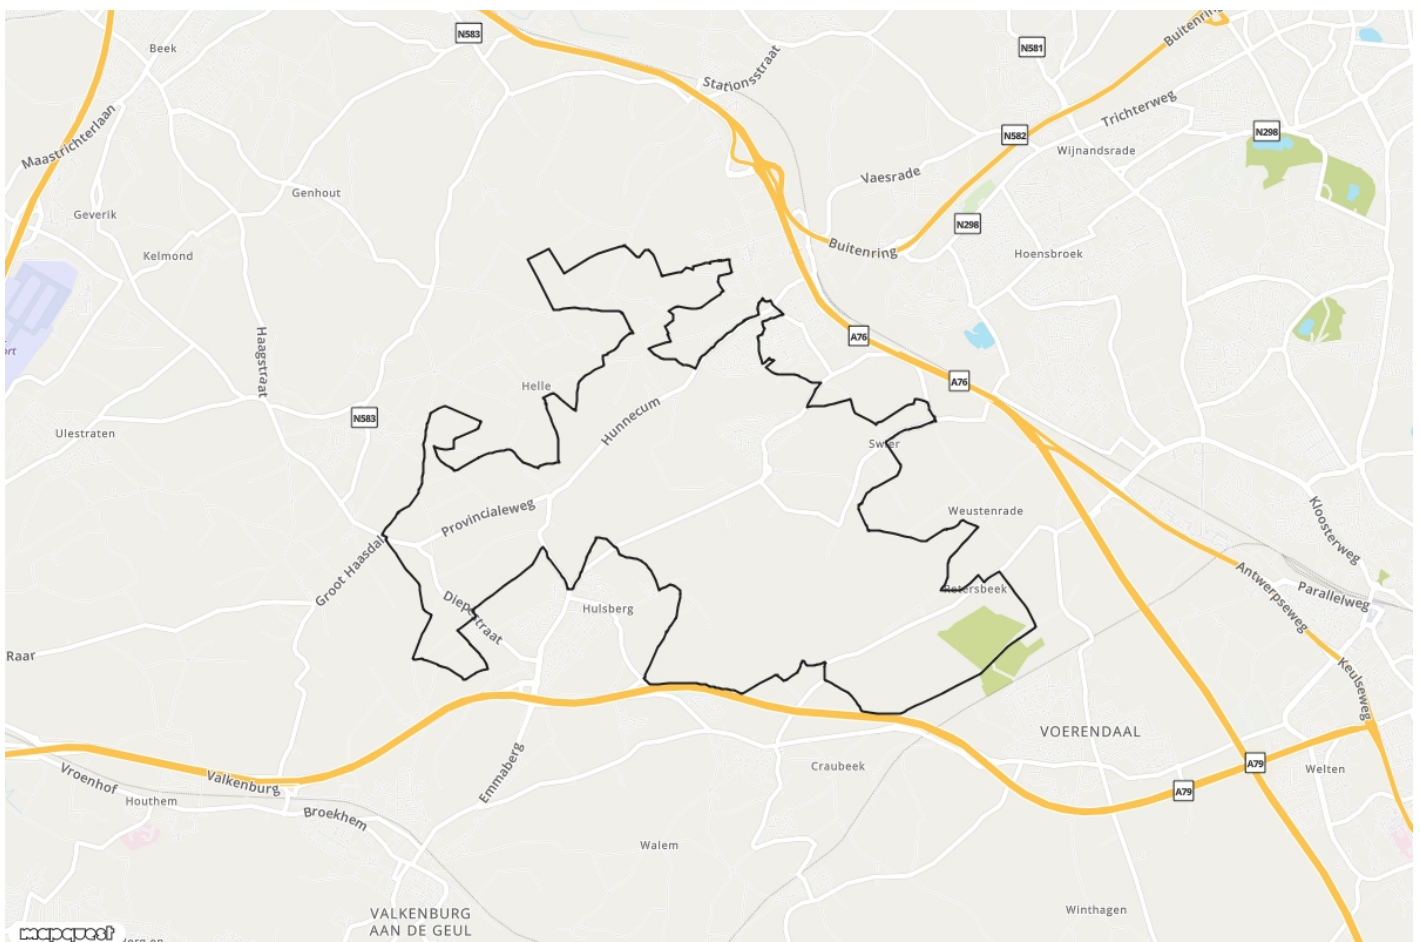 N583
Beek
N581
Buitenring
Stationsstraat
Maastrichterlaan
Trichterweg
N298
N582
Wijnandsrade
Vaesrade
Genhout
Geverik
N298
Buitenring
Hoensbroek
Kelmond
ort
Haagstraat
A76
A76
Helle
N583
Hunnecum
Ulestraten
Swier
Kloosterweg
Provincialeweg
Weustenrade
Groot Haasdal
Antwerpseweg
Parallelweg
Retersbeek
Diepestraat
Hulsberg
Raar
Keulseweg
VOERENDAAL
A79
Emmaberg
Craubeek
Welten
Vroenhof
Valkenburg
A79
Houthem
Broekhem
Walem
VALKENBURG
AAN DE GEUL
Winthagen
mapquest